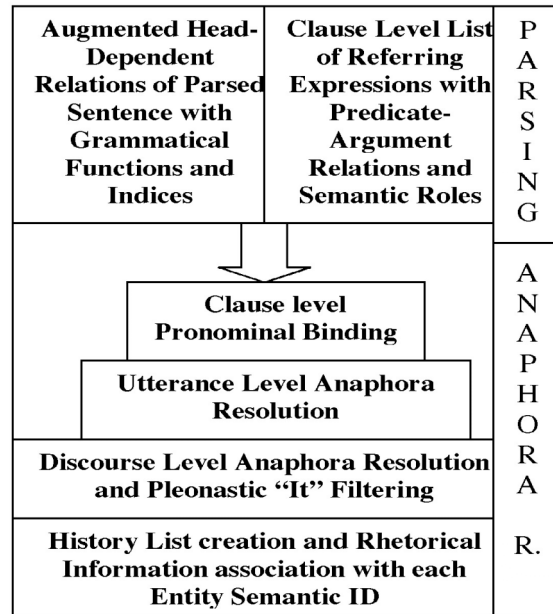 Augmented Head-
Dependent
Relations of Parsed
Sentence with
Grammatical
Functions and
Indices
Clause Level List
of Referring
Expressions with
Predicate-
Argument
Relations and
Semantic Roles
P
A
R
S
I
N
G
Clause level
Pronominal Binding
Utterance Level Anaphora
Resolution
Discourse Level Anaphora Resolution
and Pleonastic “It” Filtering
History List creation and Rhetorical
Information association with each
Entity Semantic ID
A
N
A
P
H
O
R
A
R.